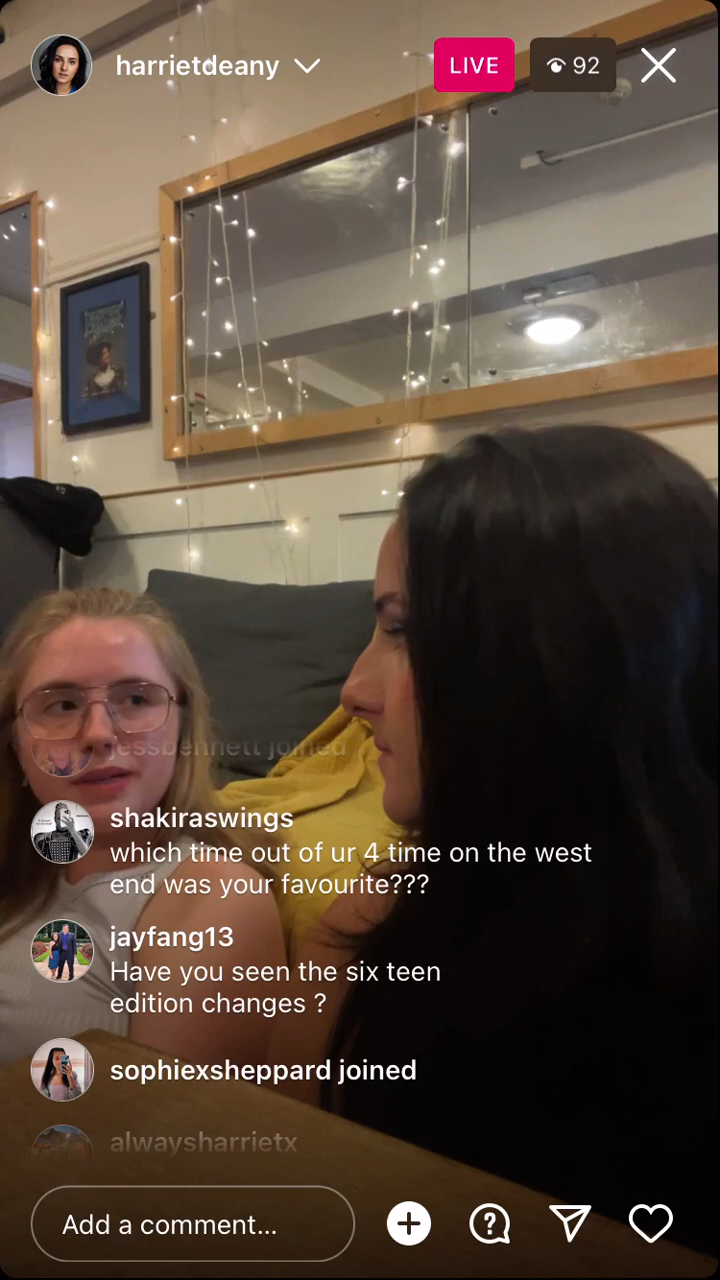 harrietdeany
LIVE
92
jessbennett joined
shakiraswings
which time out of ur 4 time on the west
end was your favourite???
jayfang13
Have you seen the six teen
edition changes ?
sophiexsheppard joined
alwaysharrietx
Add a comment...